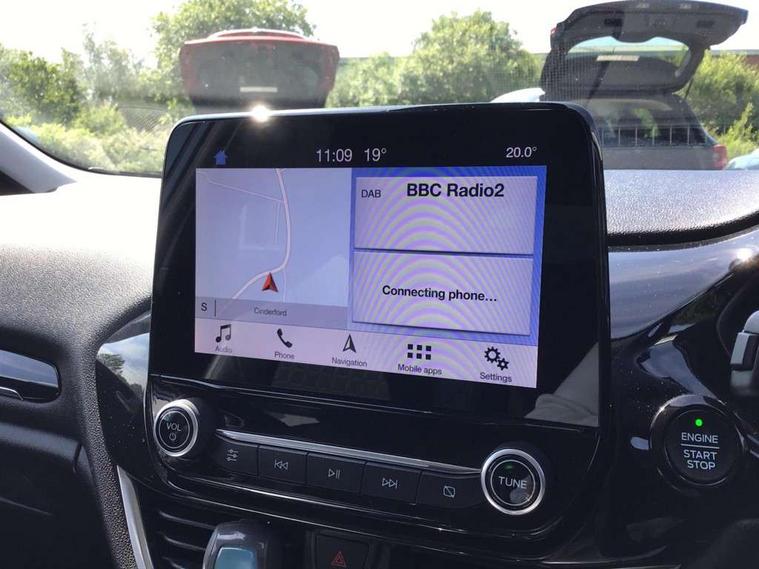 11:09 19° 20.0°
DAB BBC Radio2
Connecting phone...
S Cinderford
Audio Phone Navigation Mobile apps Settings
VOL
TUNE
ENGINE
START
STOP